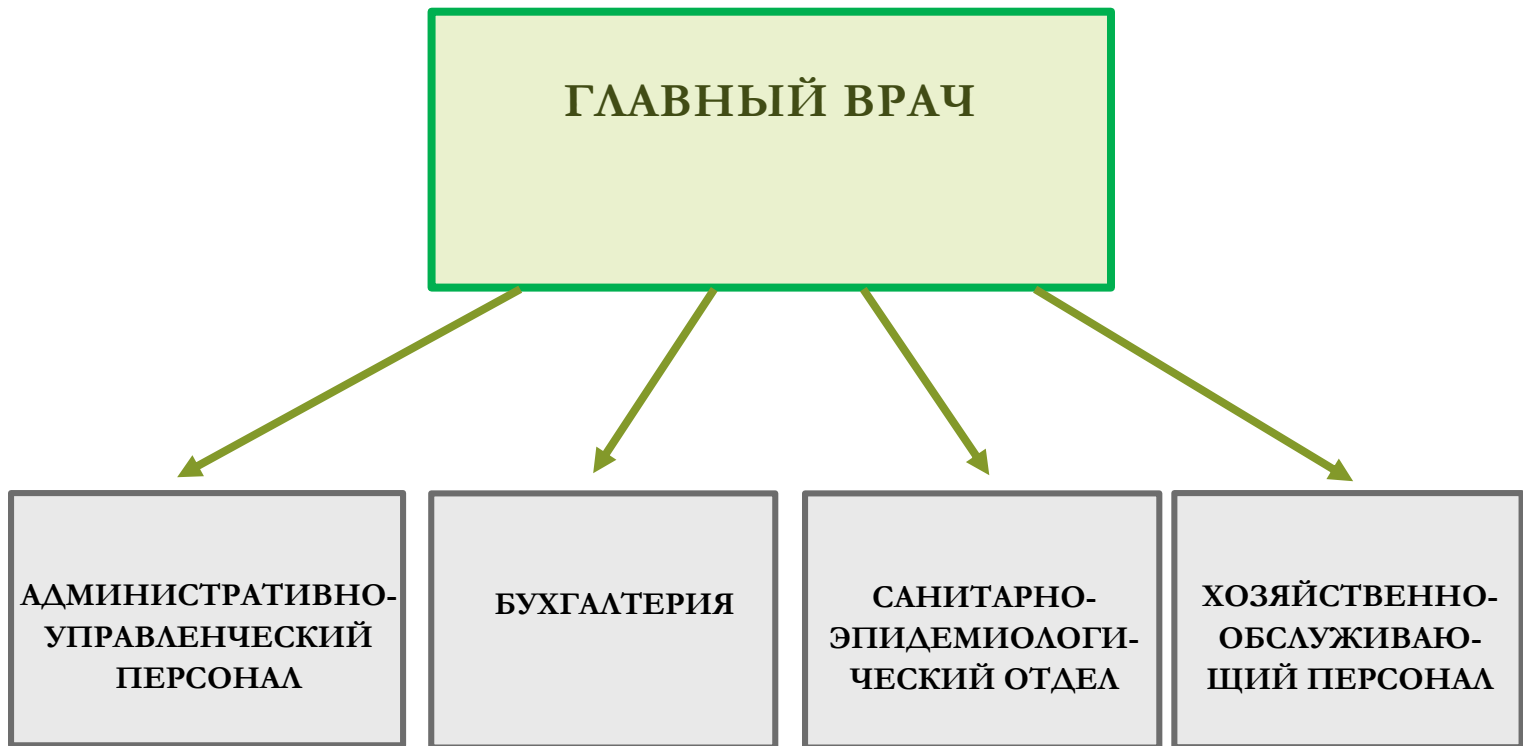 ГЛАВНЫЙ ВРАЧ
АДМИНИСТРАТИВНО-
УПРАВЛЕНЧЕСКИЙ
ПЕРСОНАЛ
БУХГАЛТЕРИЯ
САНИТАРНО-
ЭПИДЕМИОЛОГИ-
ЧЕСКИЙ ОТДЕЛ
ХОЗЯЙСТВЕННО-
ОБСЛУЖИВАЮ-
ЩИЙ ПЕРСОНАЛ